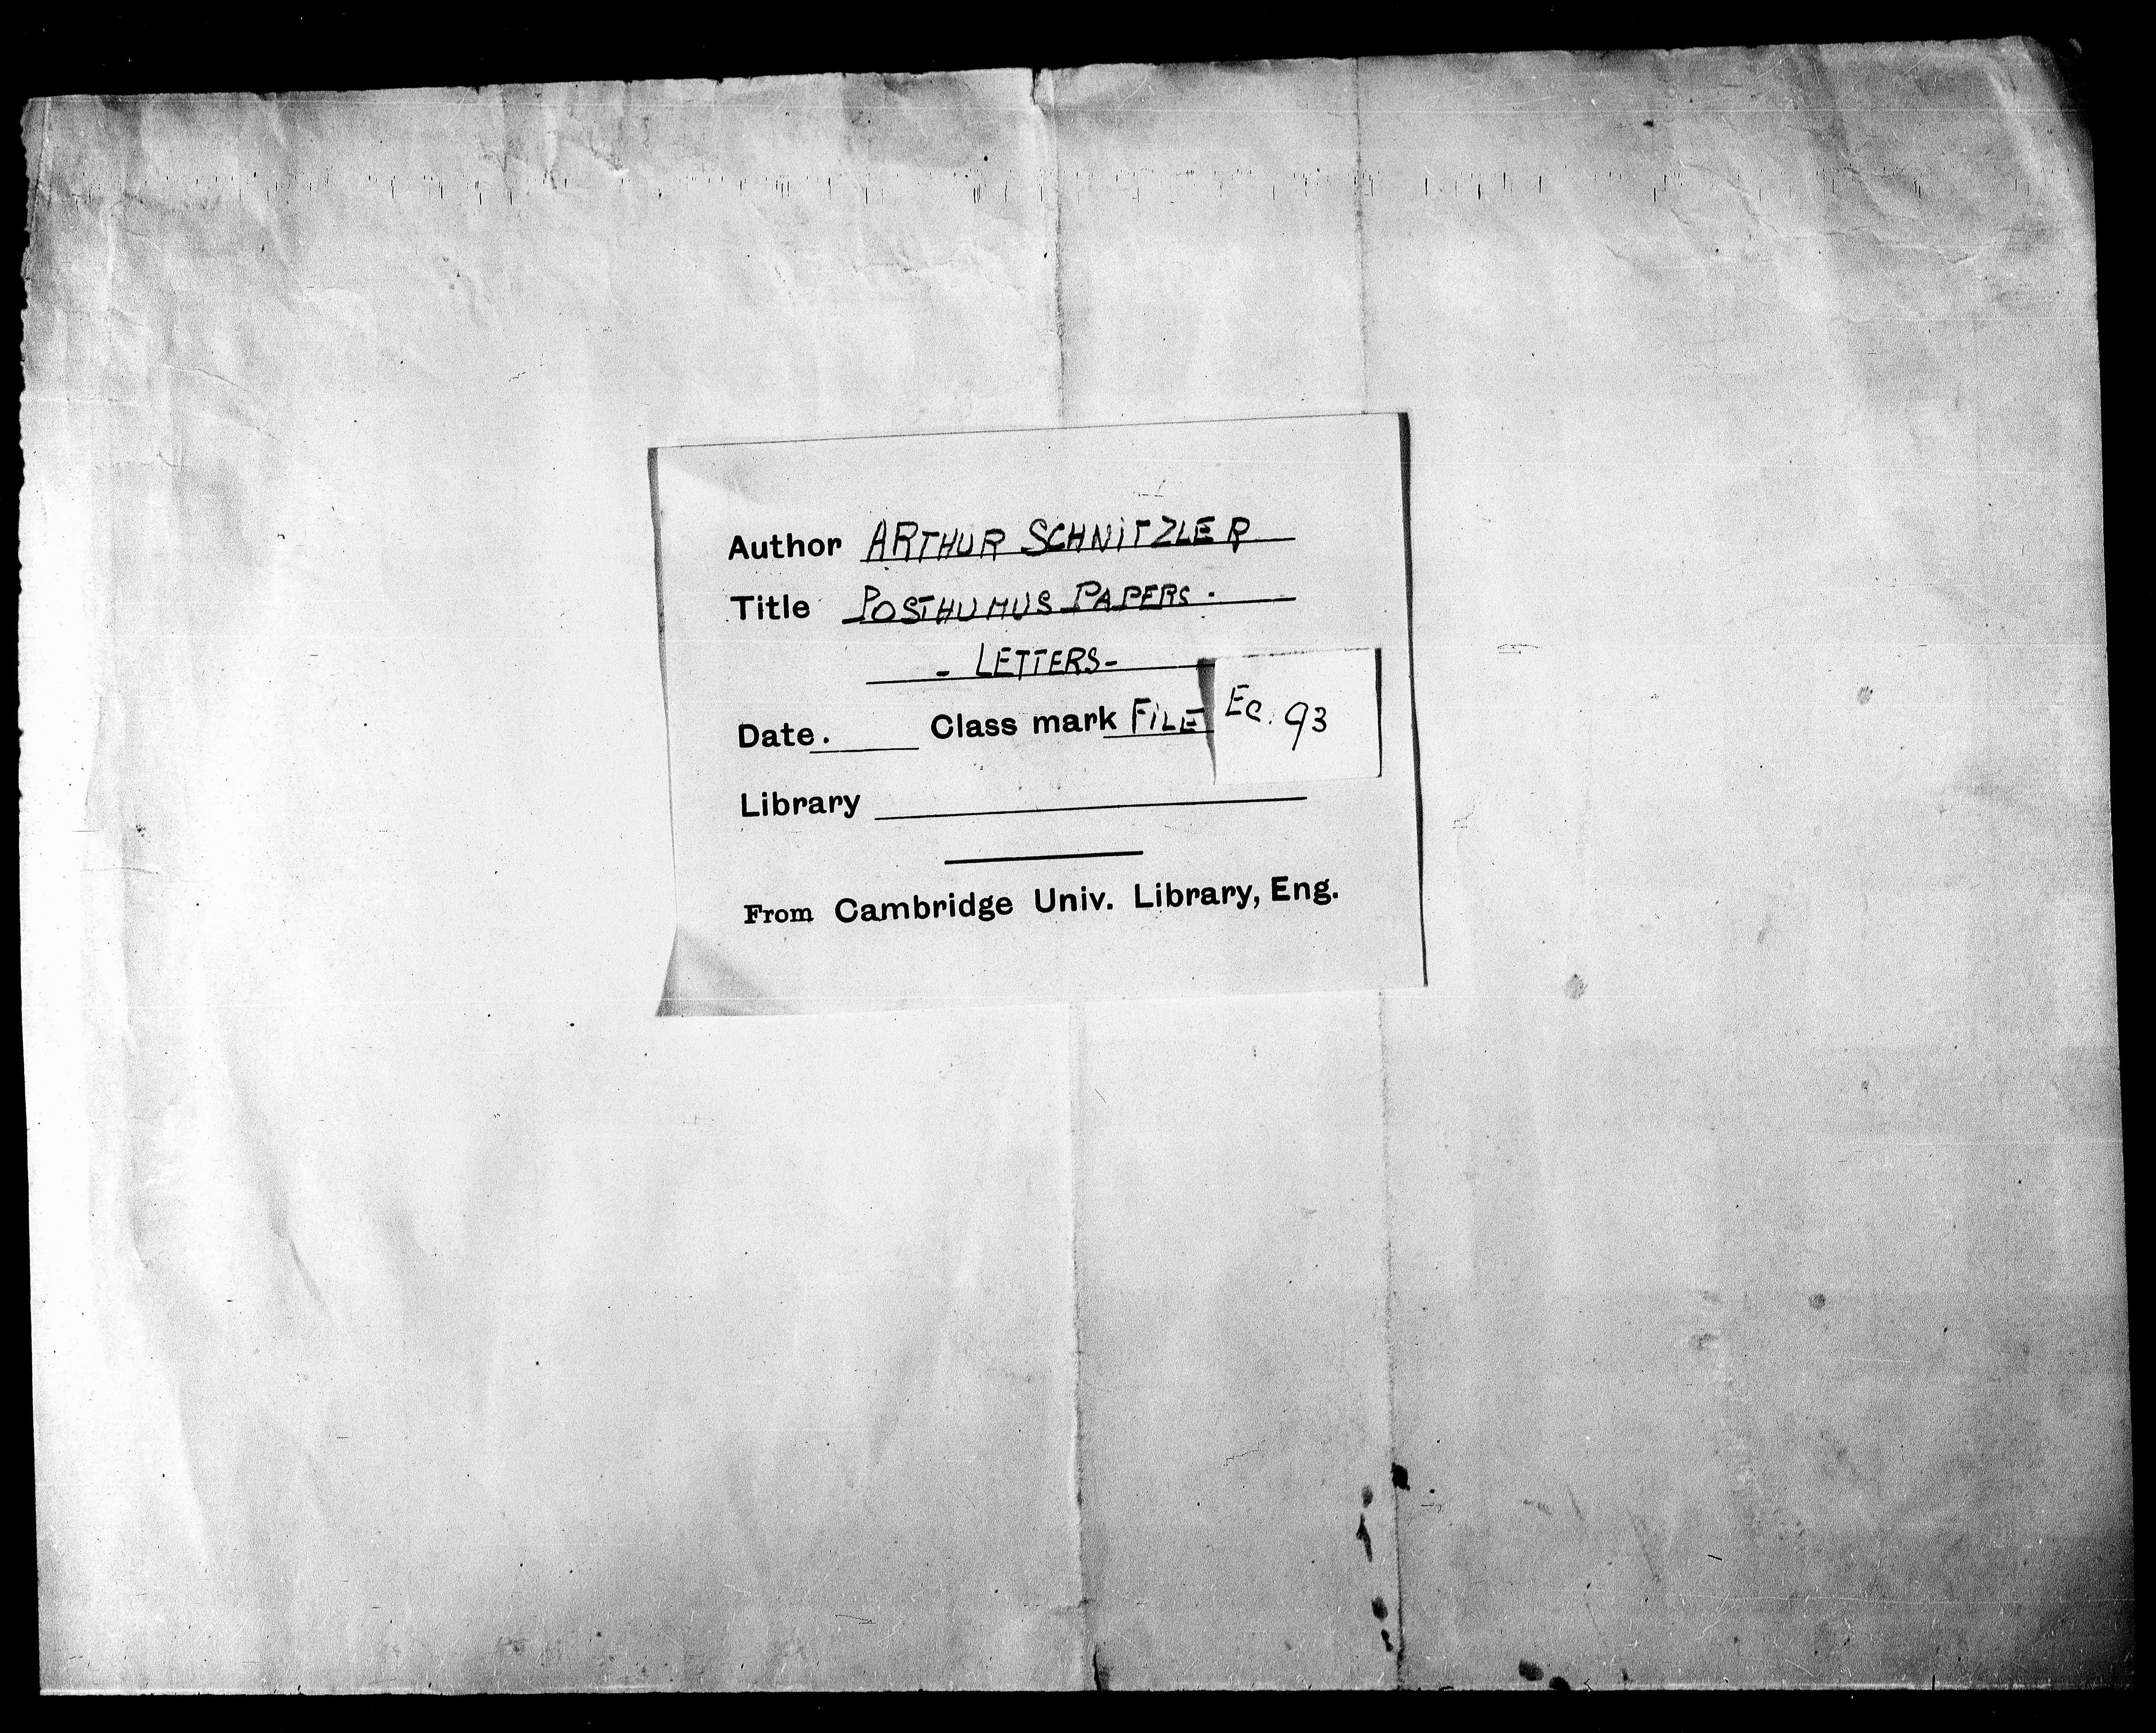 Author ARTHUR SCHNITZLER
Title POSTHUMUS PAPERS.
- LETTERS-
Date. Class mark FILE Ec. 93
Library
From Cambridge Univ. Library, Eng.